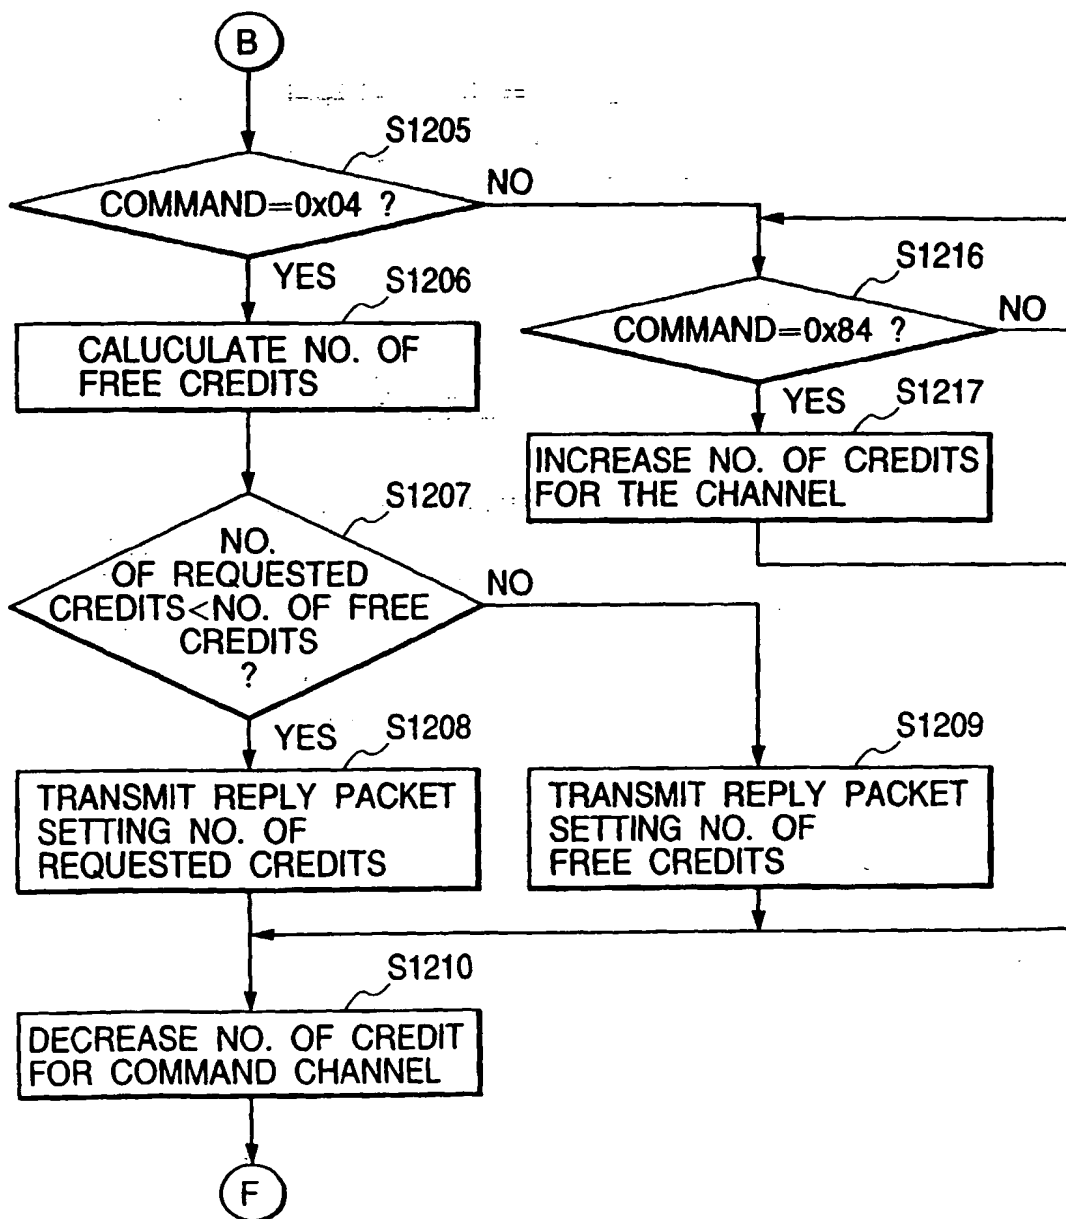 B
S1205
COMMAND=0x04 ?
NO
YES
S1206
CALUCULATE NO. OF
FREE CREDITS
S1216
COMMAND=0x84 ?
NO
YES
S1217
INCREASE NO. OF CREDITS
FOR THE CHANNEL
S1207
NO.
OF REQUESTED
CREDITS<NO. OF FREE
CREDITS
?
NO
YES
S1208
TRANSMIT REPLY PACKET
SETTING NO. OF
REQUESTED CREDITS
S1209
TRANSMIT REPLY PACKET
SETTING NO. OF
FREE CREDITS
S1210
DECREASE NO. OF CREDIT
FOR COMMAND CHANNEL
F